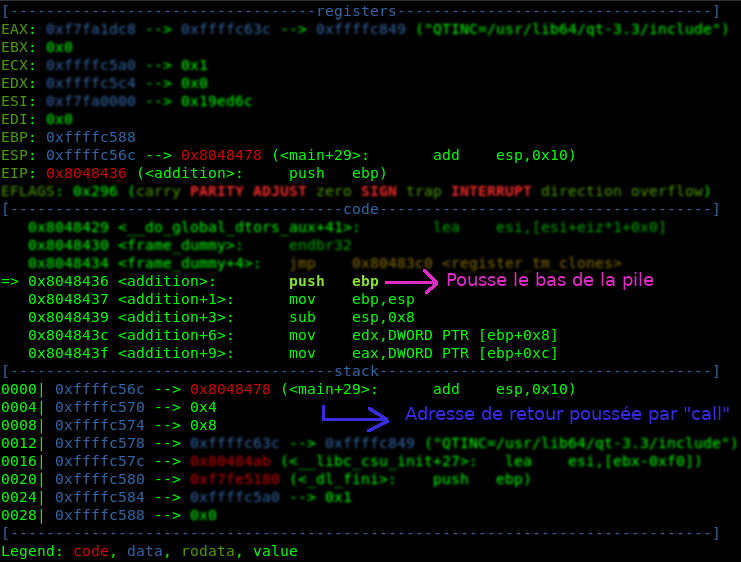 [----------------------------------registers-----------------------------------]
EAX: 0xf7fa1dc8 --> 0xffffc63c --> 0xffffc849 ("QTINC=/usr/lib64/qt-3.3/include")
EBX: 0x0
ECX: 0xffffc5a0 --> 0x1
EDX: 0xffffc5c4 --> 0x0
ESI: 0xf7fa0000 --> 0x19ed6c
EDI: 0x0
EBP: 0xffffc588
ESP: 0xffffc56c --> 0x8048478 (<main+29>: add esp,0x10)
EIP: 0x8048436 (<addition>: push ebp)
EFLAGS: 0x296 (carry PARITY ADJUST zero SIGN trap INTERRUPT direction overflow)
[-------------------------------------code-------------------------------------]
0x8048429 <__do_global_dtors_aux+41>: lea esi,[esi+eiz*1+0x0]
0x8048430 <frame_dummy>: endbr32
0x8048434 <frame_dummy+4>: jmp 0x80483c0 <register_tm_clones>
=> 0x8048436 <addition>: push ebp Pousse le bas de la pile
0x8048437 <addition+1>: mov ebp,esp
0x8048439 <addition+3>: sub esp,0x8
0x804843c <addition+6>: mov edx,DWORD PTR [ebp+0x8]
0x804843f <addition+9>: mov eax,DWORD PTR [ebp+0xc]
[------------------------------------stack-------------------------------------]
0000| 0xffffc56c --> 0x8048478 (<main+29>: add esp,0x10)
0004| 0xffffc570 --> 0x4
0008| 0xffffc574 --> 0x8 Adresse de retour poussée par "call"
0012| 0xffffc578 --> 0xffffc63c --> 0xffffc849 ("QTINC=/usr/lib64/qt-3.3/include")
0016| 0xffffc57c --> 0x80484ab (<__libc_csu_init+27>: lea esi,[ebx-0xf0])
0020| 0xffffc580 --> 0xf7fe5180 (<_dl_fini>: push ebp)
0024| 0xffffc584 --> 0xffffc5a0 --> 0x1
0028| 0xffffc588 --> 0x0
[------------------------------------------------------------------------------]
Legend: code, data, rodata, value